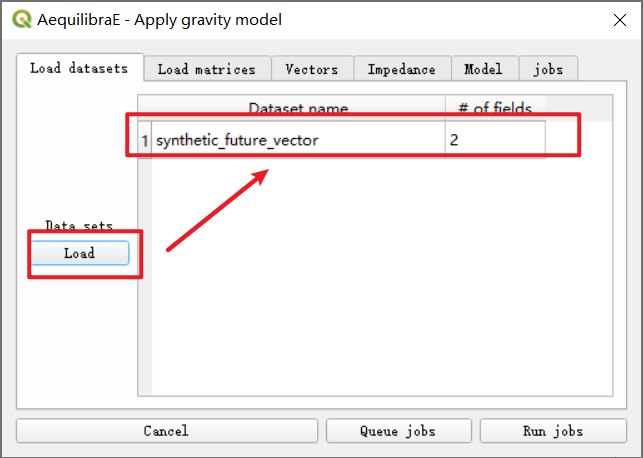 AequilibraE - Apply gravity model
Load datasets Load matrices Vectors Impedance Model jobs
Dataset name # of fields
1 synthetic_future_vector 2
Data sets
Load
Cancel Queue jobs Run jobs